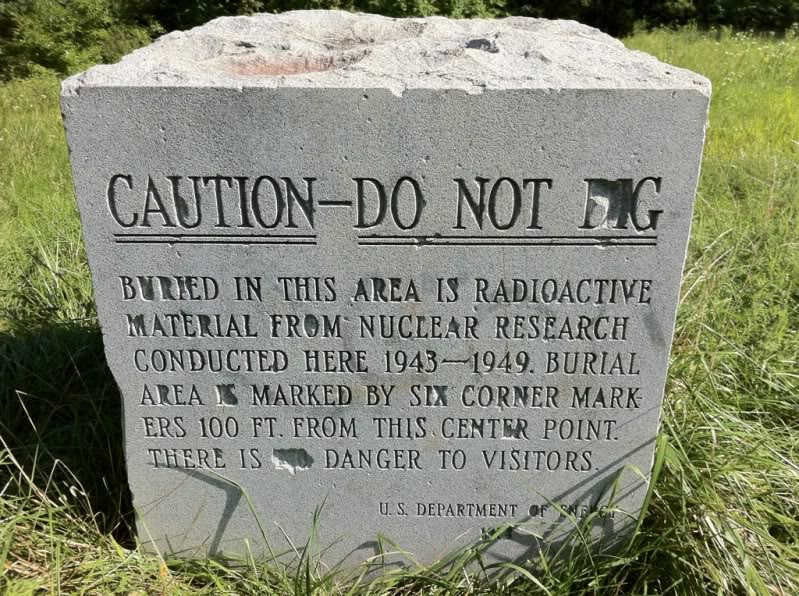 CAUTION—DO NOT DIG
BURIED IN THIS AREA IS RADIOACTIVE
MATERIAL FROM NUCLEAR RESEARCH
CONDUCTED HERE 1943—1949. BURIAL
AREA IS MARKED BY SIX CORNER MARK-
ERS 100 FT. FROM THIS CENTER POINT.
THERE IS DANGER TO VISITORS.
U.S. DEPARTMENT OF ENERGY